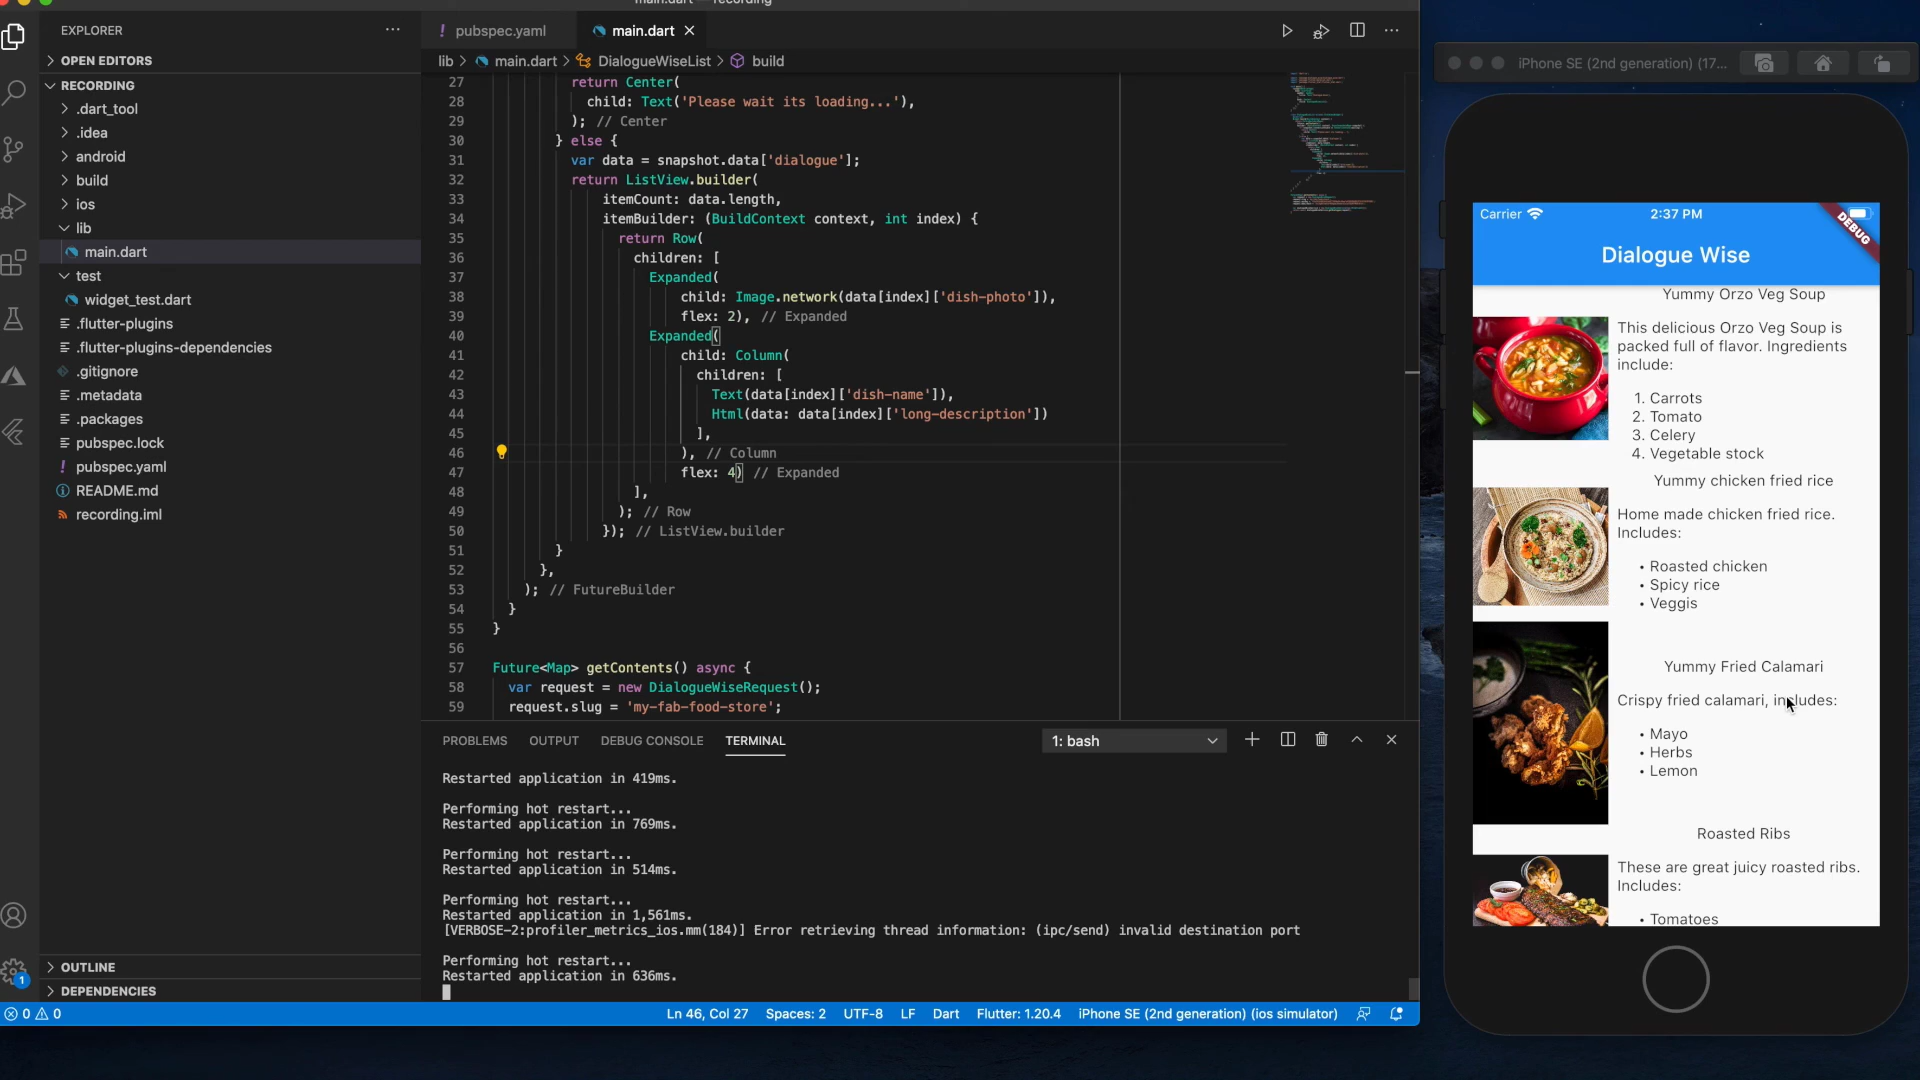 main.dart — recording
EXPLORER
OPEN EDITORS
RECORDING
.dart_tool
.idea
android
build
ios
lib
main.dart
test
widget_test.dart
.flutter-plugins
.flutter-plugins-dependencies
.gitignore
.metadata
.packages
pubspec.lock
! pubspec.yaml
README.md
recording.iml
OUTLINE
DEPENDENCIES
1
! pubspec.yaml
main.dart
lib > main.dart > DialogueWiseList > build
27 return Center(
28 child: Text('Please wait its loading...'),
29 ); // Center
30 } else {
31 var data = snapshot.data['dialogue'];
32 return ListView.builder(
33 itemCount: data.length,
34 itemBuilder: (BuildContext context, int index) {
35 return Row(
36 children: [
37 Expanded(
38 child: Image.network(data[index]['dish-photo']),
39 flex: 2), // Expanded
40 Expanded(
41 child: Column(
42 children: [
43 Text(data[index]['dish-name']),
44 Html(data: data[index]['long-description'])
45 ],
46 ), // Column
47 flex: 4) // Expanded
48 ],
49 ); // Row
50 }); // ListView.builder
51 }
52 },
53 ); // FutureBuilder
54 }
55 }
56
57 Future<Map> getContents() async {
58 var request = new DialogueWiseRequest();
59 request.slug = 'my-fab-food-store';
PROBLEMS OUTPUT DEBUG CONSOLE TERMINAL 1: bash
Restarted application in 419ms.
Performing hot restart...
Restarted application in 769ms.
Performing hot restart...
Restarted application in 514ms.
Performing hot restart...
Restarted application in 1,561ms.
[VERBOSE-2:profiler_metrics_ios.mm(184)] Error retrieving thread information: (ipc/send) invalid destination port
Performing hot restart...
Restarted application in 636ms.
0 0 Ln 46, Col 27 Spaces: 2 UTF-8 LF Dart Flutter: 1.20.4 iPhone SE (2nd generation) (ios simulator)
iPhone SE (2nd generation) (17...
Carrier 2:37 PM
DEBUG
Dialogue Wise
Yummy Orzo Veg Soup
This delicious Orzo Veg Soup is
packed full of flavor. Ingredients
include:
1. Carrots
2. Tomato
3. Celery
4. Vegetable stock
Yummy chicken fried rice
Home made chicken fried rice.
Includes:
• Roasted chicken
• Spicy rice
• Veggis
Yummy Fried Calamari
Crispy fried calamari, includes:
• Mayo
• Herbs
• Lemon
Roasted Ribs
These are great juicy roasted ribs.
Includes:
• Tomatoes